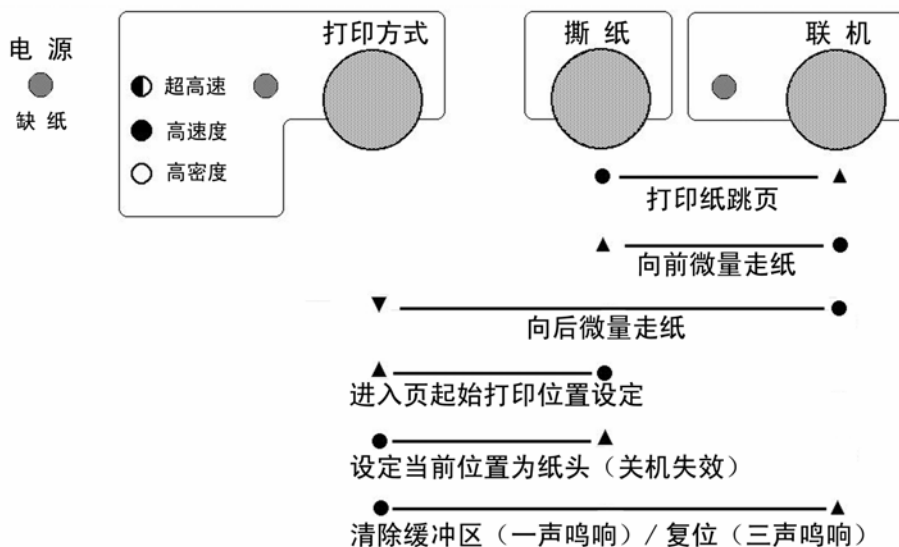 电 源
缺 纸
打印方式
超高速
高速度
高密度
撕 纸
联 机
打印纸跳页
向前微量走纸
向后微量走纸
进入页起始打印位置设定
设定当前位置为纸头（关机失效）
清除缓冲区（一声鸣响）/ 复位（三声鸣响）